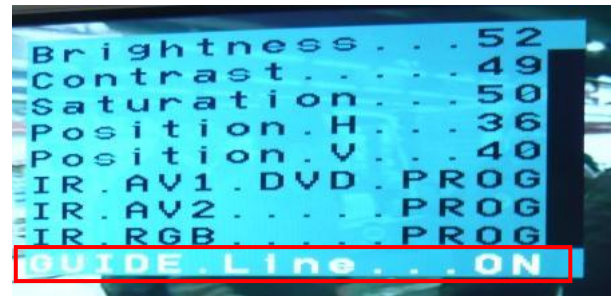 Brightness...52
Contrast.....49
Saturation...50
Position.H...36
Position.V...40
IR.AV1.DVD.PROG
IR.AV2.....PROG
IR.RGB.....PROG
GUIDE.Line...ON